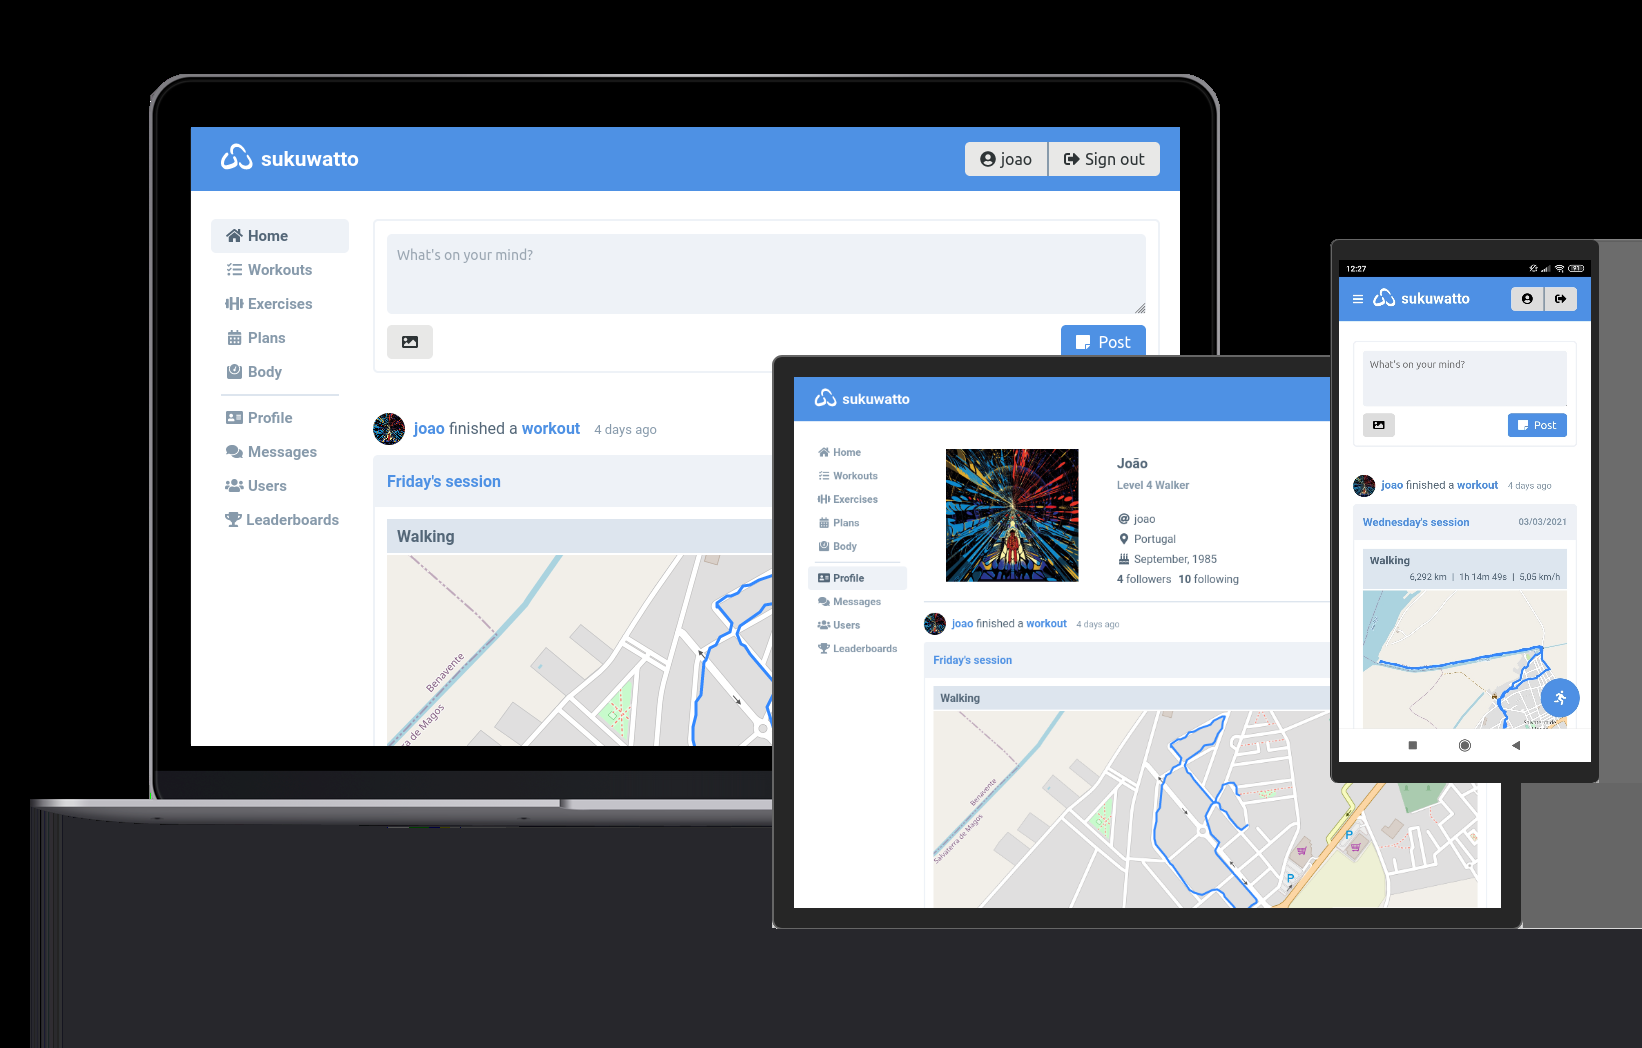 sukuwatto
joao
Sign out
Home
Workouts
Exercises
Plans
Body
Profile
Messages
Users
Leaderboards
What's on your mind?
Post
joao finished a workout 4 days ago
Friday's session
Walking
Benavente
ra de Magos
sukuwatto
Home
Workouts
Exercises
Plans
Body
Profile
Messages
Users
Leaderboards
João
Level 4 Walker
joao
Portugal
September, 1985
4 followers 10 following
joao finished a workout 4 days ago
Friday's session
Walking
Benavente
Salvaterra de Magos
P
P
12:27
91
sukuwatto
What's on your mind?
Post
joao finished a workout 4 days ago
Wednesday's session 03/03/2021
Walking
6,292 km | 1h 14m 49s | 5,05 km/h
Salvaterra de